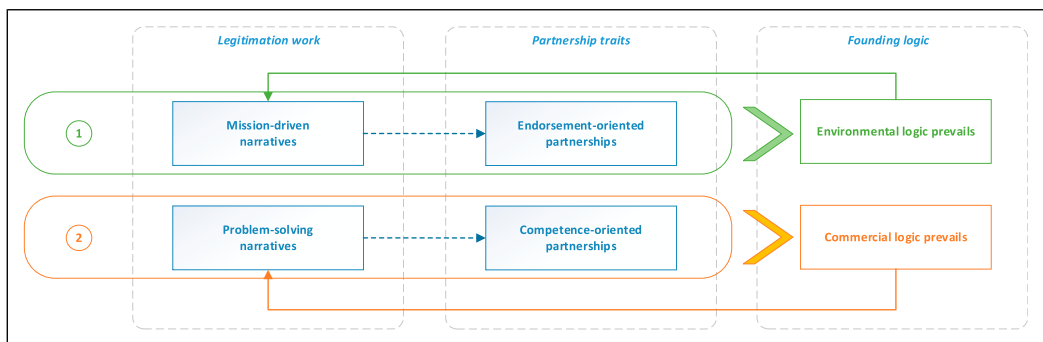 Legitimation work
Partnership traits
Founding logic
1
Mission-driven
narratives
Endorsement-oriented
partnerships
Environmental logic prevails
2
Problem-solving
narratives
Competence-oriented
partnerships
Commercial logic prevails